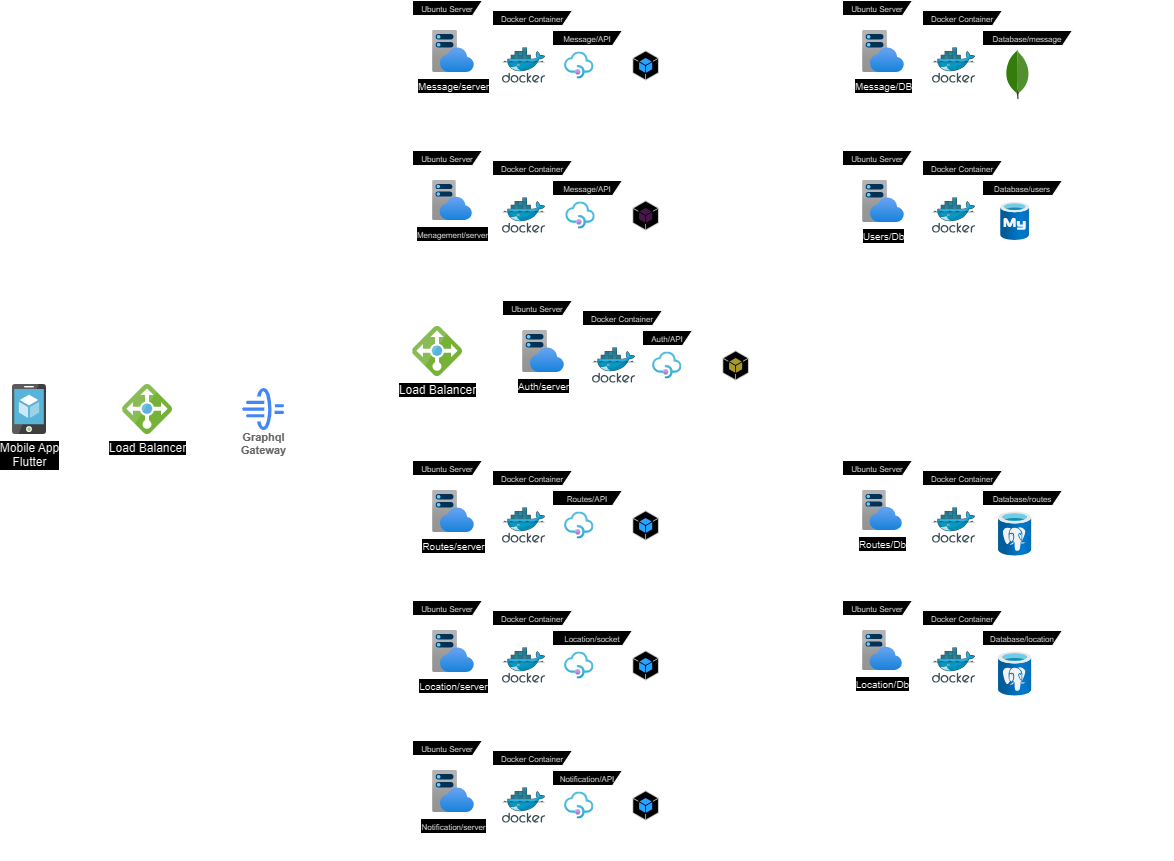 Ubuntu Server
Docker Container
Message/API
docker
Message/server
Ubuntu Server
Docker Container
Database/message
docker
Message/DB
Ubuntu Server
Docker Container
Message/API
docker
Menagement/server
Ubuntu Server
Docker Container
Database/users
My
docker
Users/Db
Ubuntu Server
Docker Container
Auth/API
docker
Auth/server
Load Balancer
Mobile App
Flutter
Load Balancer
Graphql
Gateway
Ubuntu Server
Docker Container
Routes/API
docker
Routes/server
Ubuntu Server
Docker Container
Database/routes
docker
Routes/Db
Ubuntu Server
Docker Container
Location/socket
docker
Location/server
Ubuntu Server
Docker Container
Database/location
docker
Location/Db
Ubuntu Server
Docker Container
Notification/API
docker
Notification/server